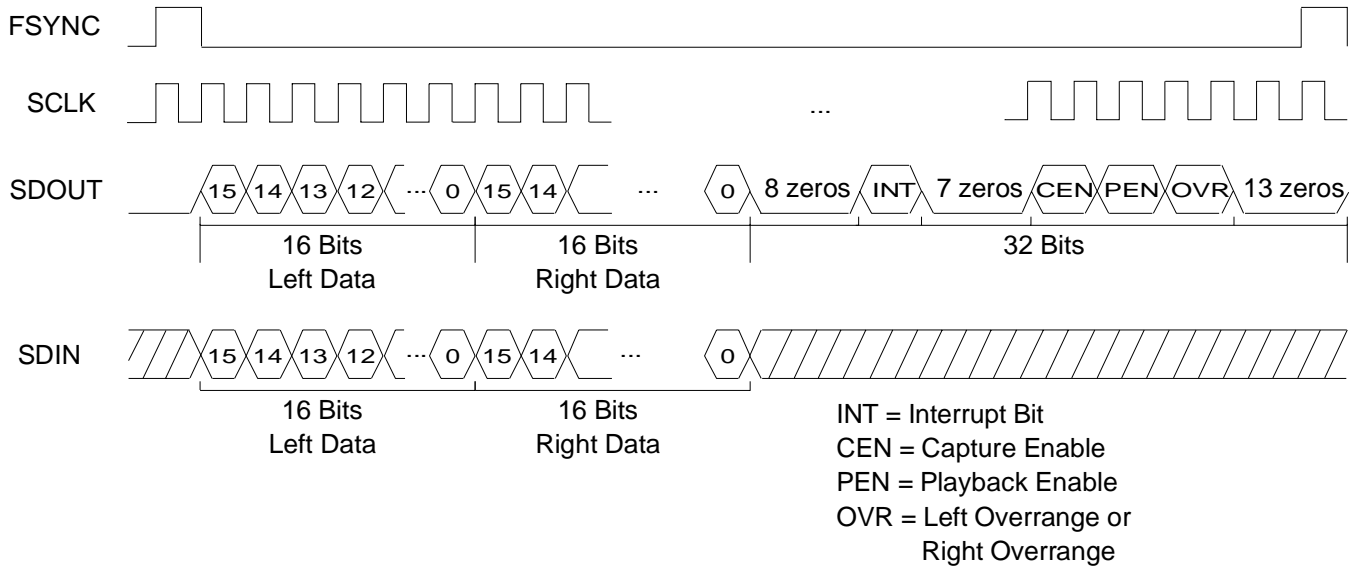 FSYNC
SCLK
...
SDOUT
15 14 13 12 ... 0 15 14 ... 0 8 zeros INT 7 zeros CEN PEN OVR 13 zeros
16 Bits
Left Data
16 Bits
Right Data
32 Bits
SDIN
15 14 13 12 ... 0 15 14 ... 0
16 Bits
Left Data
16 Bits
Right Data
INT = Interrupt Bit
CEN = Capture Enable
PEN = Playback Enable
OVR = Left Overrange or
Right Overrange